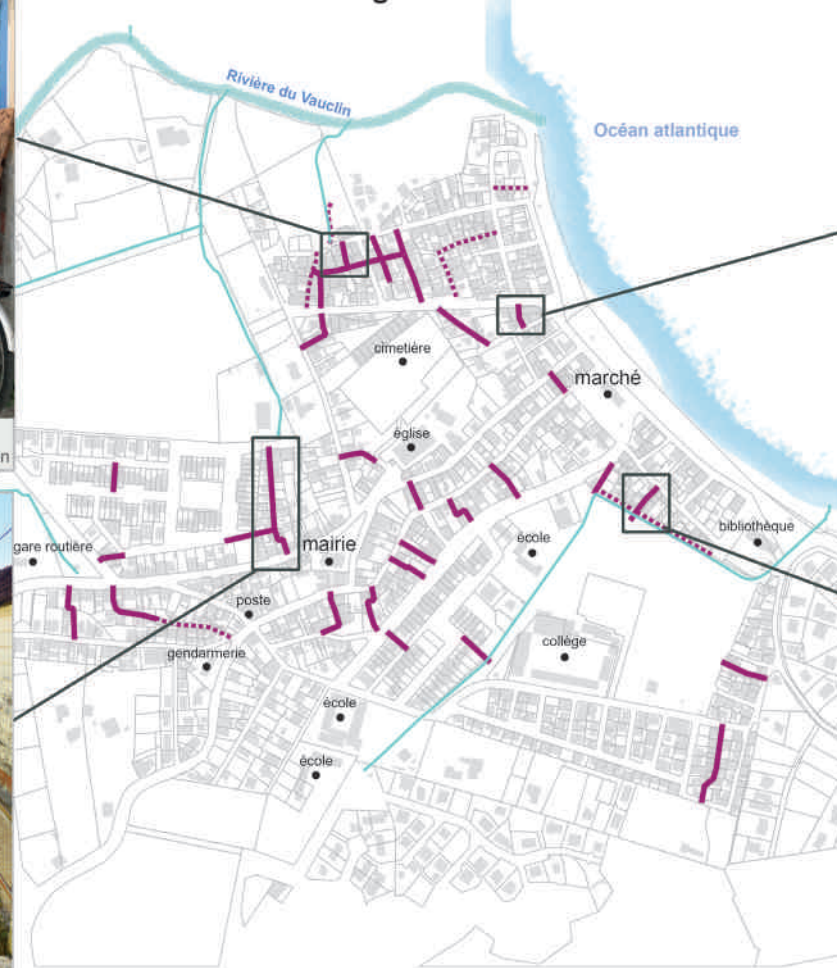 g
Rivière du Vauclin
Océan atlantique
cimetière
marché
n
église
gare routière
mairie
école
bibliothèque
poste
gendarmerie
collège
école
école